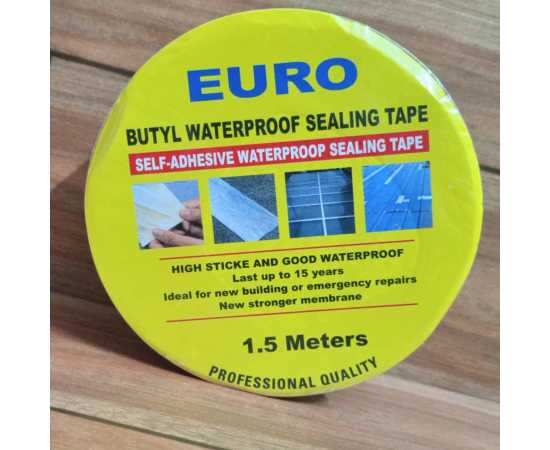 EURO
BUTYL WATERPROOF SEALING TAPE
SELF-ADHESIVE WATERPROOP SEALING TAPE
HIGH STICKE AND GOOD WATERPROOF
Last up to 15 years
Ideal for new building or emergency repairs
New stronger membrane
1.5 Meters
PROFESSIONAL QUALITY